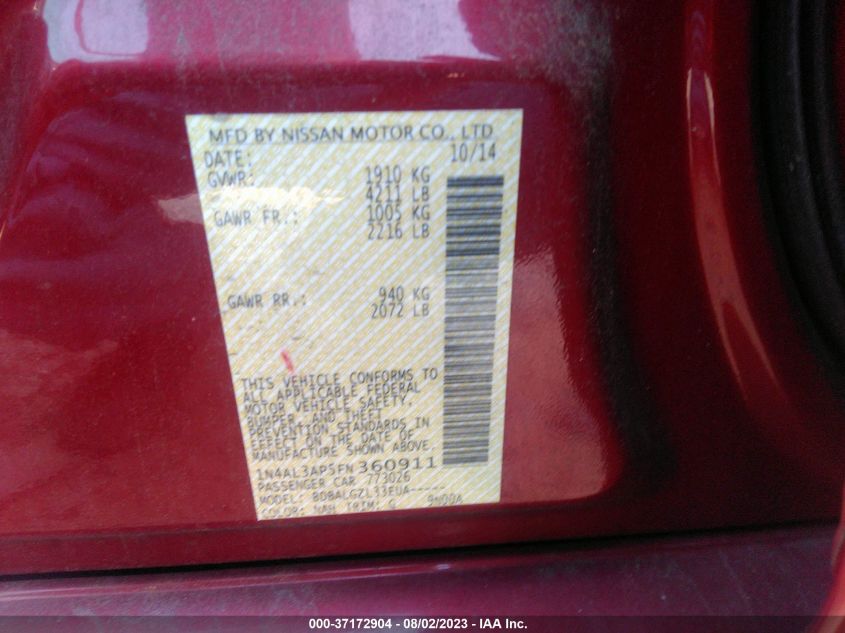 MFD BY NISSAN MOTOR CO., LTD
DATE: 10/14
GVWR: 1910 KG
4211 LB
GAWR FR.: 1005 KG
2216 LB
GAWR RR.: 940 KG
2072 LB
THIS VEHICLE CONFORMS TO
ALL APPLICABLE FEDERAL
MOTOR VEHICLE SAFETY,
BUMPER, AND THEFT
PREVENTION STANDARDS IN
EFFECT ON THE DATE OF
MANUFACTURE SHOWN ABOVE.
1N4AL3AP5FN360911
PASSENGER CAR 773026
MODEL: BDBALGZL33EUA-----
COLOR: NAH TRIM: G
000-37172904 - 08/02/2023 - IAA Inc.